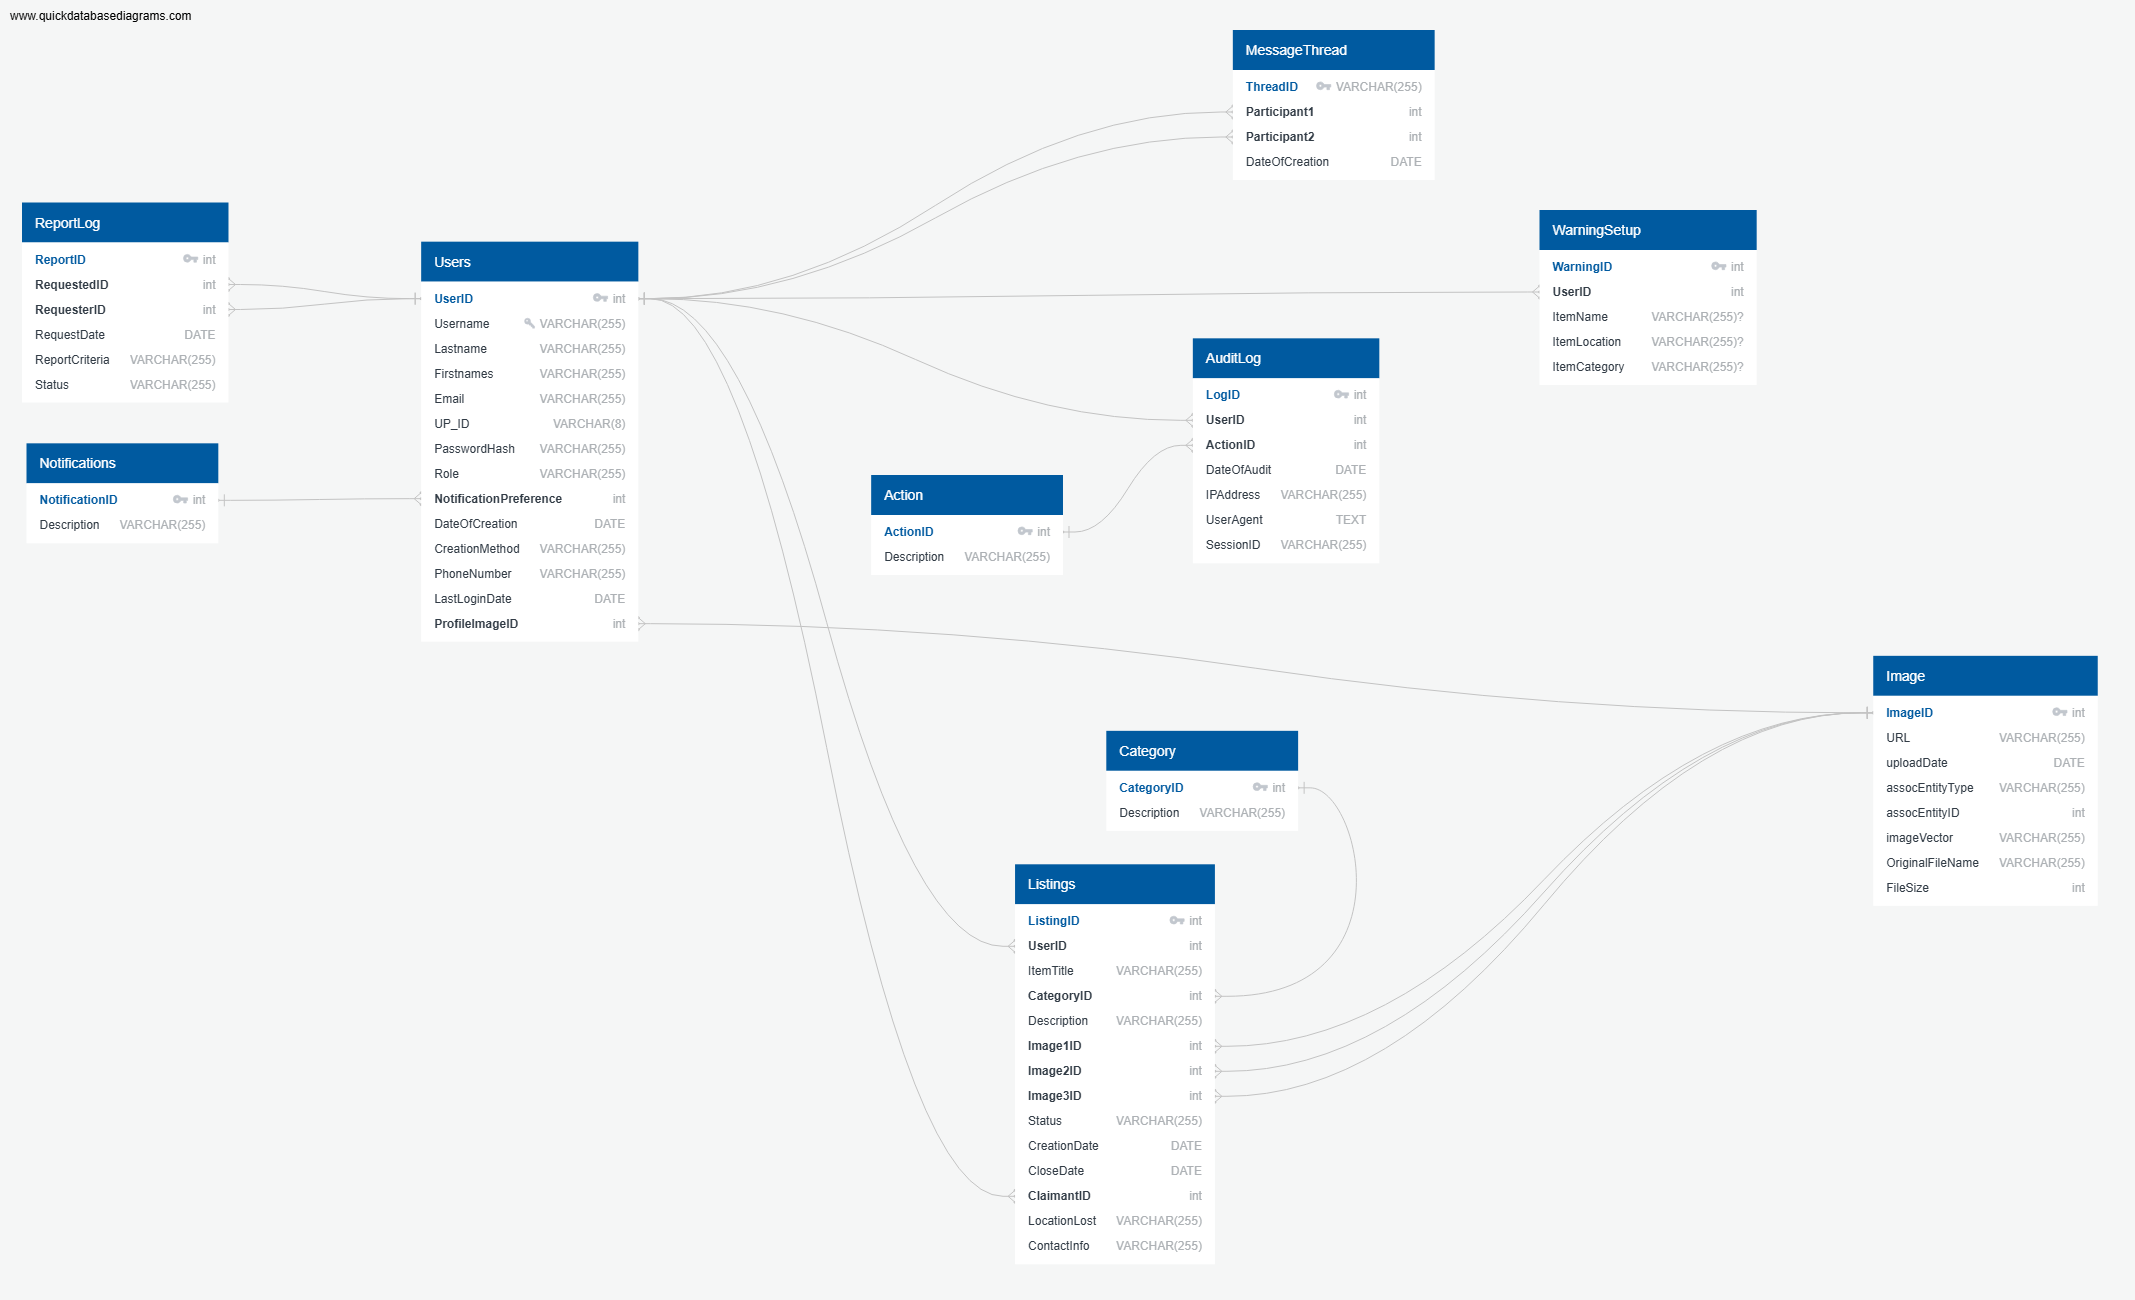 www.quickdatabasediagrams.com
MessageThread
ThreadID VARCHAR(255)
Participant1 int
Participant2 int
DateOfCreation DATE
ReportLog
ReportID int
RequestedID int
RequesterID int
RequestDate DATE
ReportCriteria VARCHAR(255)
Status VARCHAR(255)
WarningSetup
WarningID int
UserID int
ItemName VARCHAR(255)?
ItemLocation VARCHAR(255)?
ItemCategory VARCHAR(255)?
Users
UserID int
Username VARCHAR(255)
Lastname VARCHAR(255)
Firstnames VARCHAR(255)
Email VARCHAR(255)
UP_ID VARCHAR(8)
PasswordHash VARCHAR(255)
Role VARCHAR(255)
NotificationPreference int
DateOfCreation DATE
CreationMethod VARCHAR(255)
PhoneNumber VARCHAR(255)
LastLoginDate DATE
ProfileImageID int
AuditLog
LogID int
UserID int
ActionID int
DateOfAudit DATE
IPAddress VARCHAR(255)
UserAgent TEXT
SessionID VARCHAR(255)
Notifications
NotificationID int
Description VARCHAR(255)
Action
ActionID int
Description VARCHAR(255)
Image
ImageID int
URL VARCHAR(255)
uploadDate DATE
assocEntityType VARCHAR(255)
assocEntityID int
imageVector VARCHAR(255)
OriginalFileName VARCHAR(255)
FileSize int
Category
CategoryID int
Description VARCHAR(255)
Listings
ListingID int
UserID int
ItemTitle VARCHAR(255)
CategoryID int
Description VARCHAR(255)
Image1ID int
Image2ID int
Image3ID int
Status VARCHAR(255)
CreationDate DATE
CloseDate DATE
ClaimantID int
LocationLost VARCHAR(255)
ContactInfo VARCHAR(255)